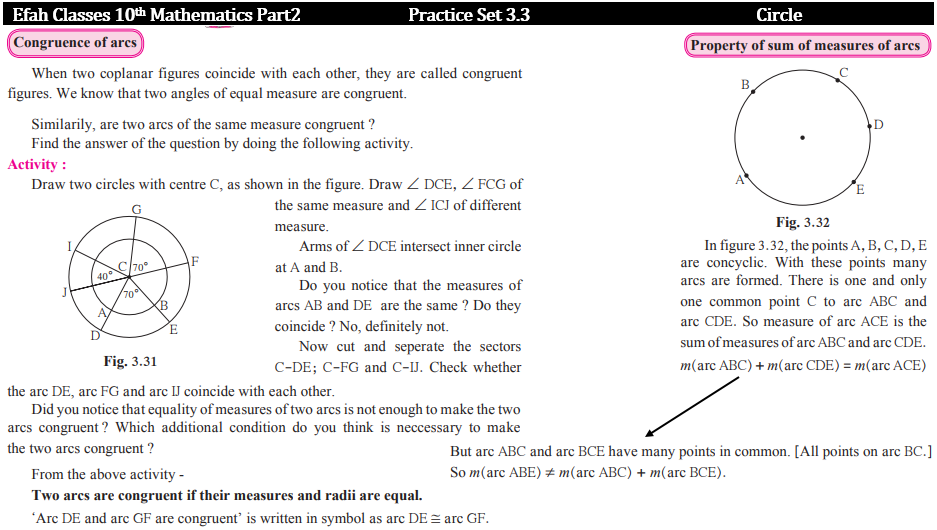 Efah Classes 10th Mathematics Part2 Practice Set 3.3 Circle
Congruence of arcs
When two coplanar figures coincide with each other, they are called congruent
figures. We know that two angles of equal measure are congruent.
Similarily, are two arcs of the same measure congruent ?
Find the answer of the question by doing the following activity.
Activity :
Draw two circles with centre C, as shown in the figure. Draw ∠ DCE, ∠ FCG of
the same measure and ∠ ICJ of different
measure.
Arms of ∠ DCE intersect inner circle
at A and B.
Do you notice that the measures of
arcs AB and DE are the same ? Do they
coincide ? No, definitely not.
Now cut and seperate the sectors
C-DE; C-FG and C-IJ. Check whether
G
I
F
C
70°
40°
J
70°
A
B
D
E
Fig. 3.31
the arc DE, arc FG and arc IJ coincide with each other.
Did you notice that equality of measures of two arcs is not enough to make the two
arcs congruent ? Which additional condition do you think is neccessary to make
the two arcs congruent ?
From the above activity -
Two arcs are congruent if their measures and radii are equal.
‘Arc DE and arc GF are congruent’ is written in symbol as arc DE ≅ arc GF.
Property of sum of measures of arcs
C
B
D
A
E
Fig. 3.32
In figure 3.32, the points A, B, C, D, E
are concyclic. With these points many
arcs are formed. There is one and only
one common point C to arc ABC and
arc CDE. So measure of arc ACE is the
sum of measures of arc ABC and arc CDE.
m(arc ABC) + m(arc CDE) = m(arc ACE)
But arc ABC and arc BCE have many points in common. [All points on arc BC.]
So m(arc ABE) ≠ m(arc ABC) + m(arc BCE).